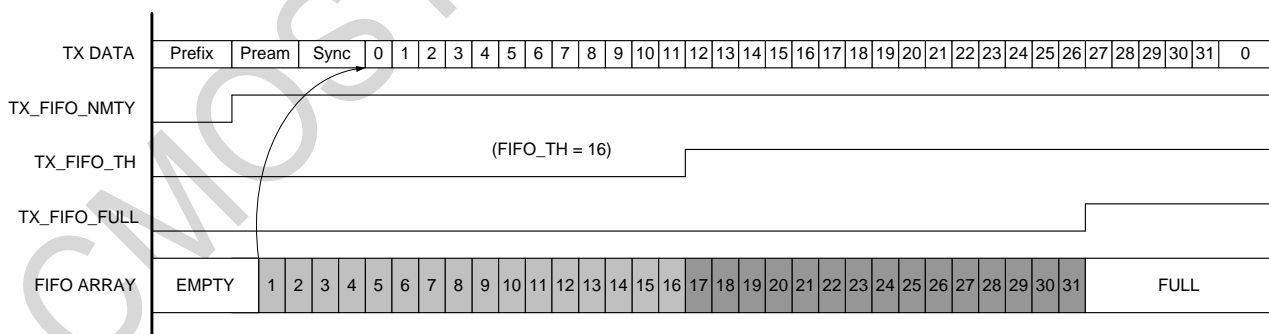 TX DATA Prefix Pream Sync 0 1 2 3 4 5 6 7 8 9 10 11 12 13 14 15 16 17 18 19 20 21 22 23 24 25 26 27 28 29 30 31 0
TX_FIFO_NMTY
TX_FIFO_TH (FIFO_TH = 16)
TX_FIFO_FULL
FIFO ARRAY EMPTY 1 2 3 4 5 6 7 8 9 10 11 12 13 14 15 16 17 18 19 20 21 22 23 24 25 26 27 28 29 30 31 FULL
CMOST